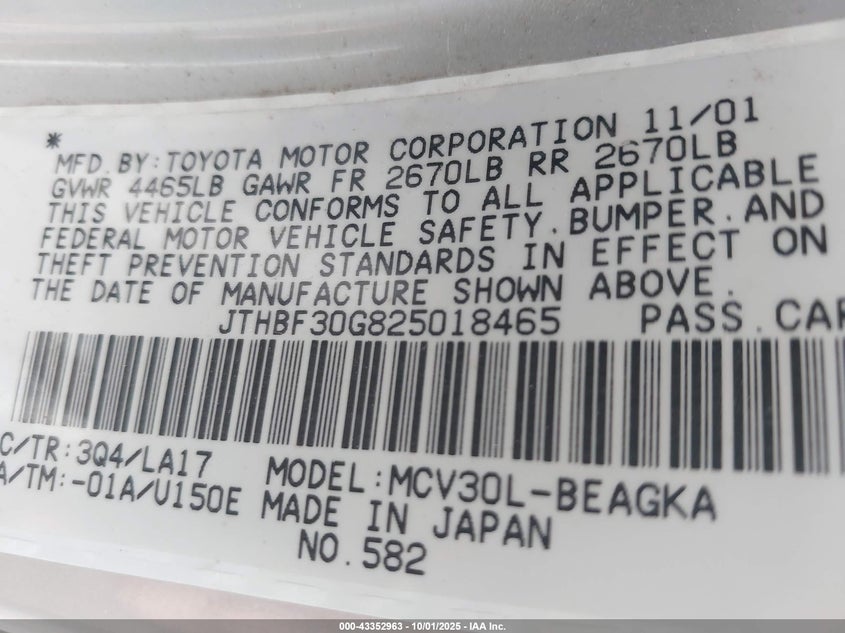 *
MFD. BY: TOYOTA MOTOR CORPORATION 11/01
GVWR 4465LB GAWR FR 2670LB RR 2670LB
THIS VEHICLE CONFORMS TO ALL APPLICABLE
FEDERAL MOTOR VEHICLE SAFETY. BUMPER. AND
THEFT PREVENTION STANDARDS IN EFFECT ON
THE DATE OF MANUFACTURE SHOWN ABOVE.
JTHBF30G825018465 PASS. CAR
C/TR: 3Q4/LA17 MODEL: MCV30L-BEAGKA
A/TM: -01A/U150E MADE IN JAPAN
NO. 582
000-43352963 - 10/01/2025 - IAA Inc.